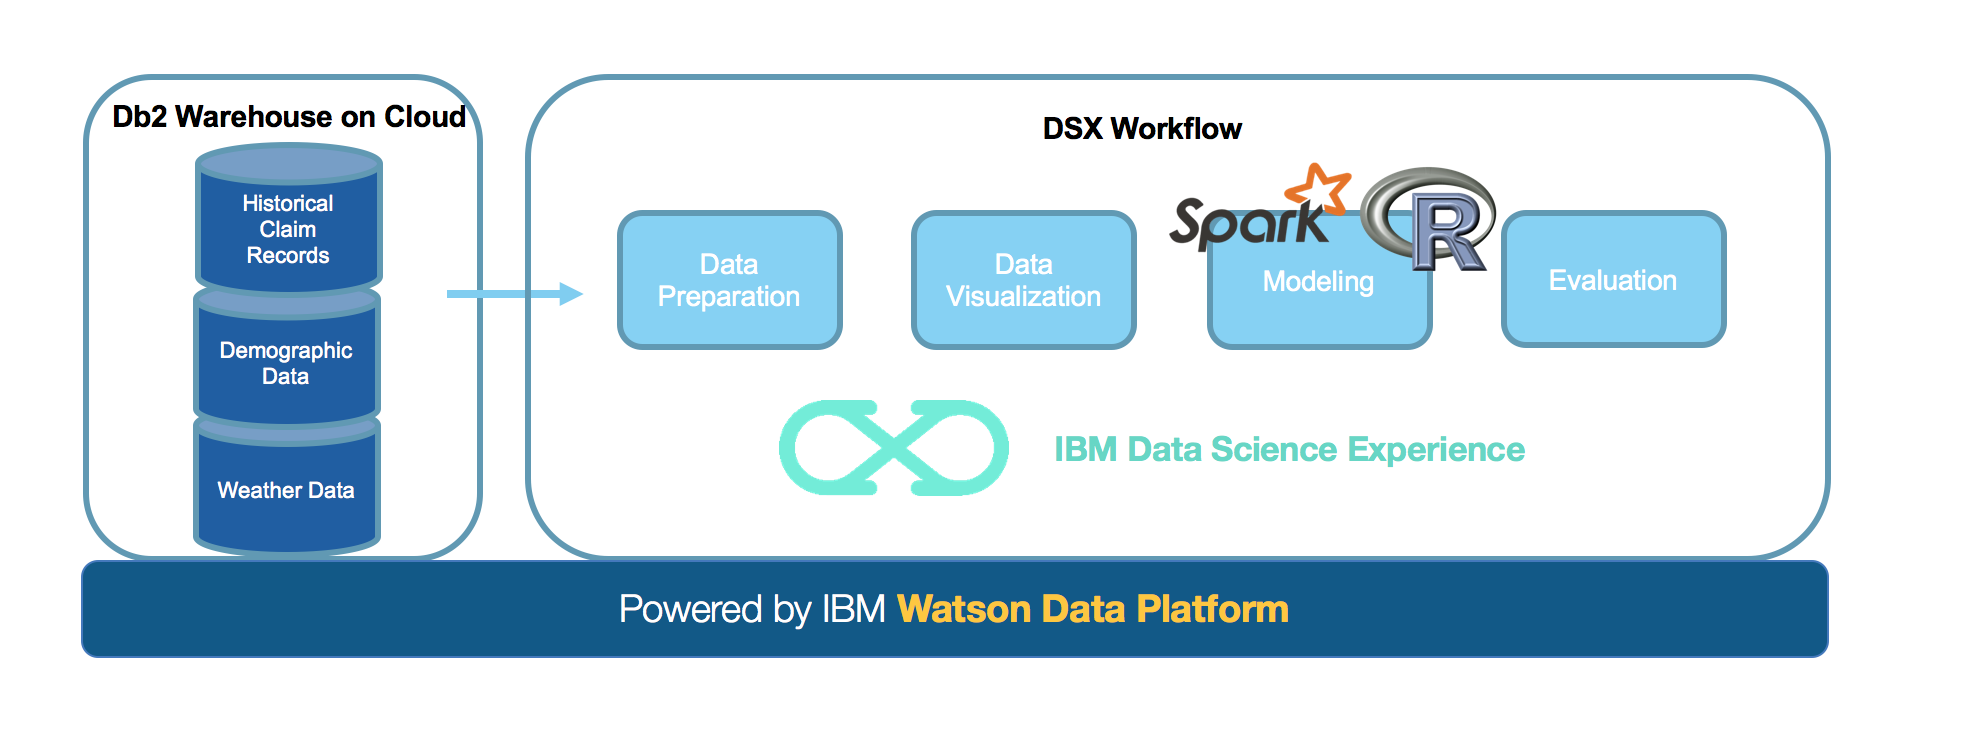 Db2 Warehouse on Cloud
Historical
Claim
Records
Demographic
Data
Weather Data
DSX Workflow
Data
Preparation
Data
Visualization
Spark
R
Modeling
Evaluation
IBM Data Science Experience
Powered by IBM Watson Data Platform